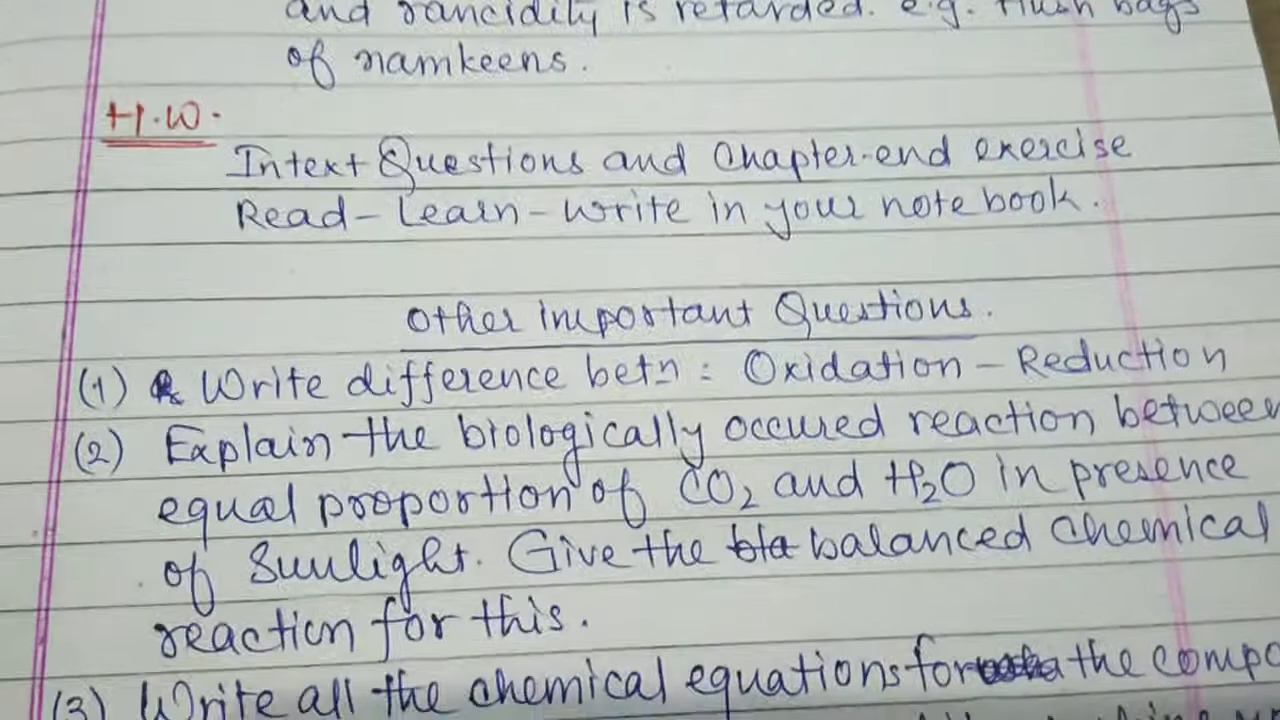 and rancidity is retarded. e.g. flush bags
of namkeens.
H.W.
Intext Questions and Chapter-end exercise
Read - Learn - Write in your note book.
Other important Questions.
(1) Write difference betn : Oxidation - Reduction
(2) Explain the biologically occured reaction between
equal proportion of CO₂ and H₂O in presence
of Sunlight. Give the balanced chemical
reaction for this.
(3) Write all the chemical equations for the compo